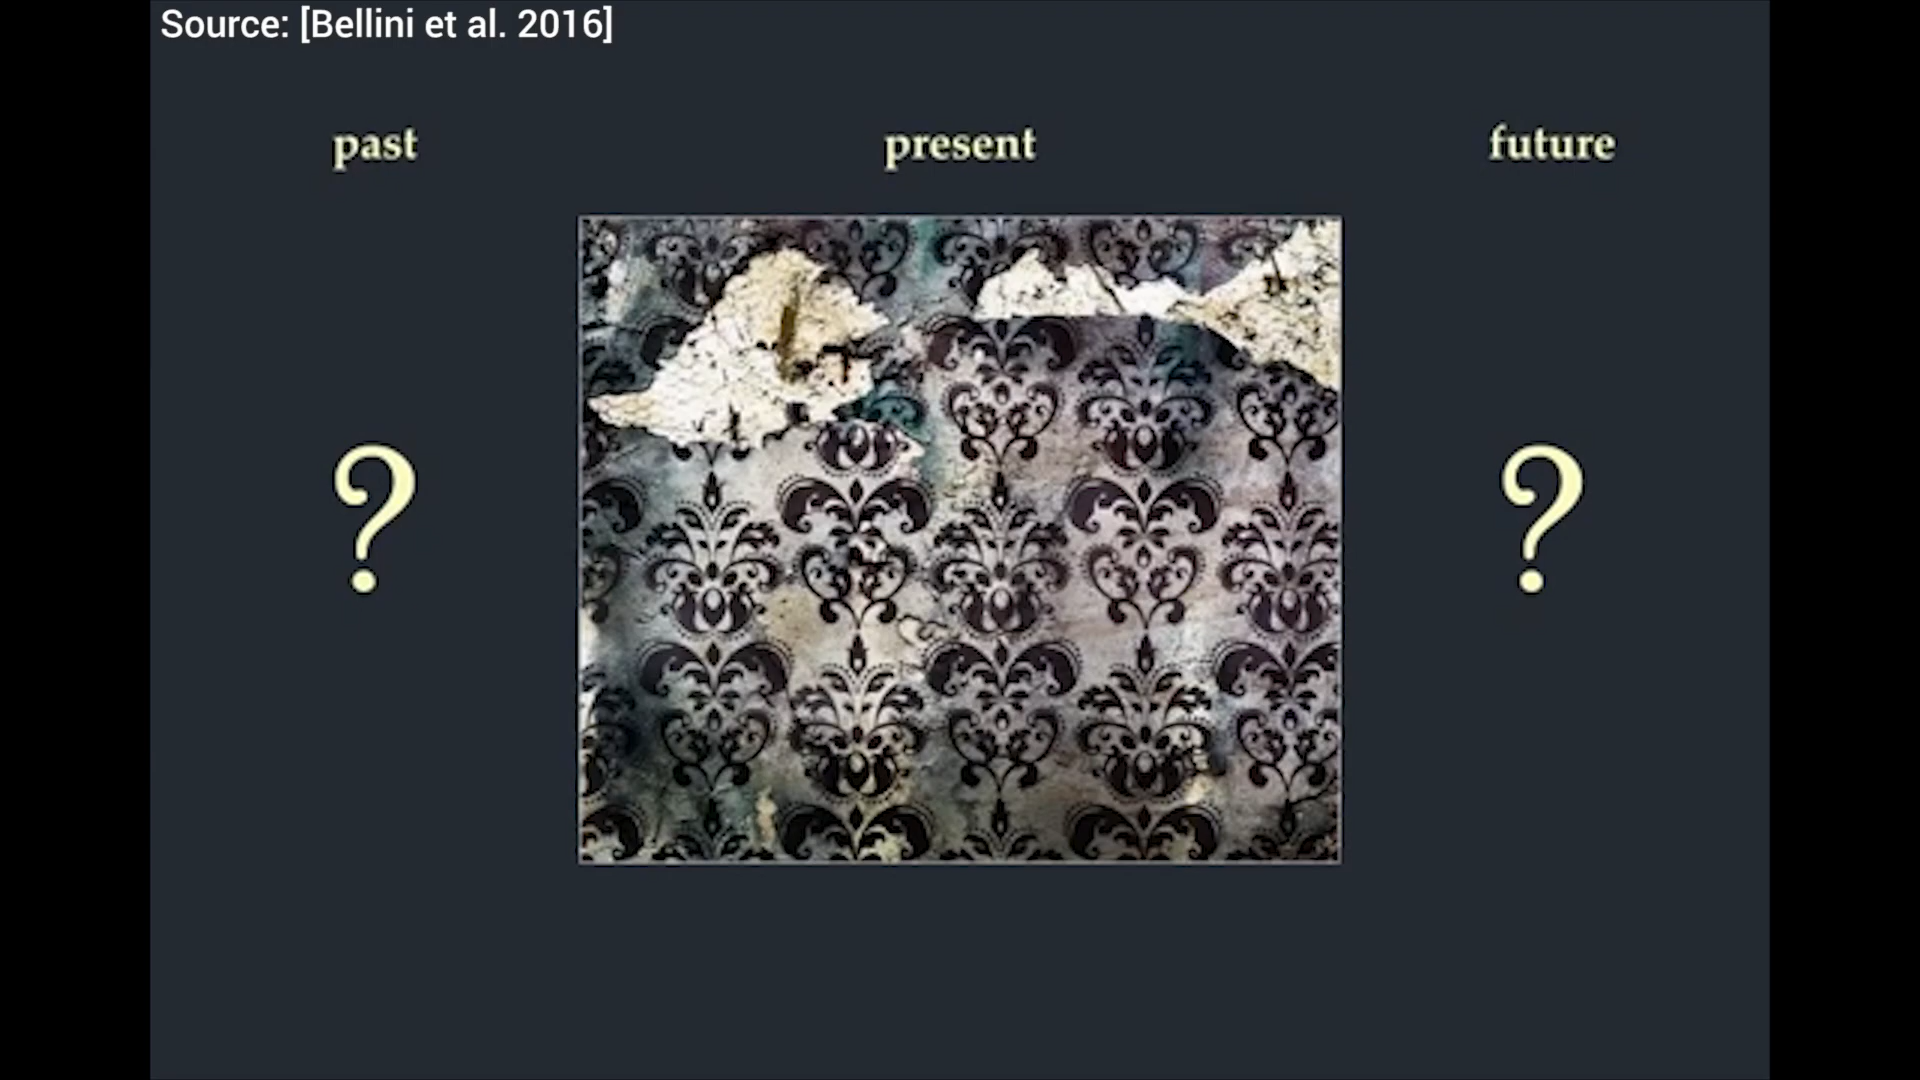 Source: [Bellini et al. 2016]
past present future
? ?